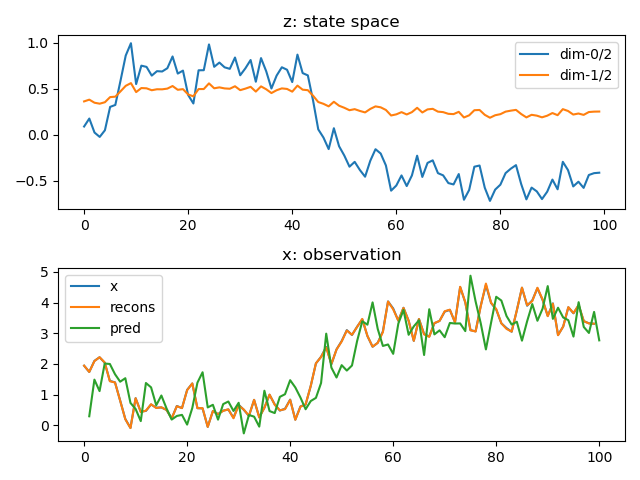 z: state space
1.0
0.5
0.0
−0.5
dim-0/2
dim-1/2
0 20 40 60 80 100
x: observation
5
4
3
2
1
0
x
recons
pred
0 20 40 60 80 100